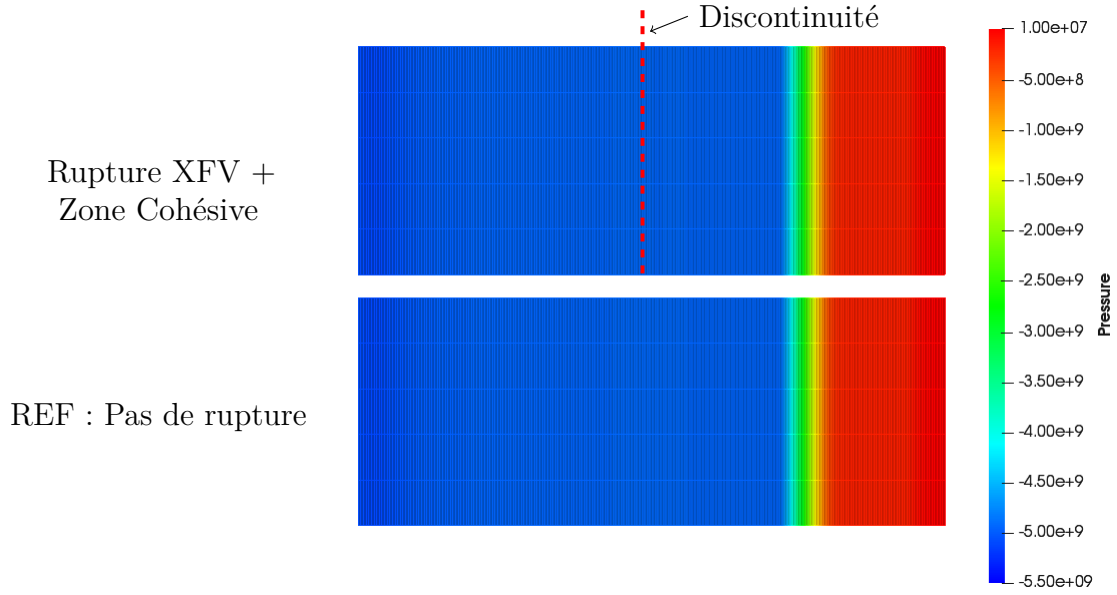 Discontinuité
Rupture XFV +
Zone Cohésive
REF : Pas de rupture
1.00e+07
-5.00e+8
-1.00e+9
-1.50e+9
-2.00e+9
-2.50e+9
-3.00e+9
-3.50e+9
-4.00e+9
-4.50e+9
-5.00e+9
-5.50e+09
Pressure